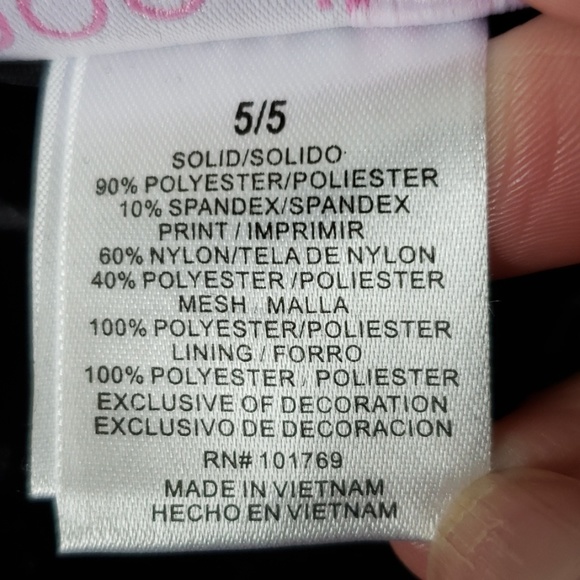 5/5
SOLID/SOLIDO
90% POLYESTER/POLIESTER
10% SPANDEX/SPANDEX
PRINT / IMPRIMIR
60% NYLON/TELA DE NYLON
40% POLYESTER /POLIESTER
MESH / MALLA
100% POLYESTER/POLIESTER
LINING / FORRO
100% POLYESTER / POLIESTER
EXCLUSIVE OF DECORATION
EXCLUSIVO DE DECORACION
RN# 101769
MADE IN VIETNAM
HECHO EN VIETNAM